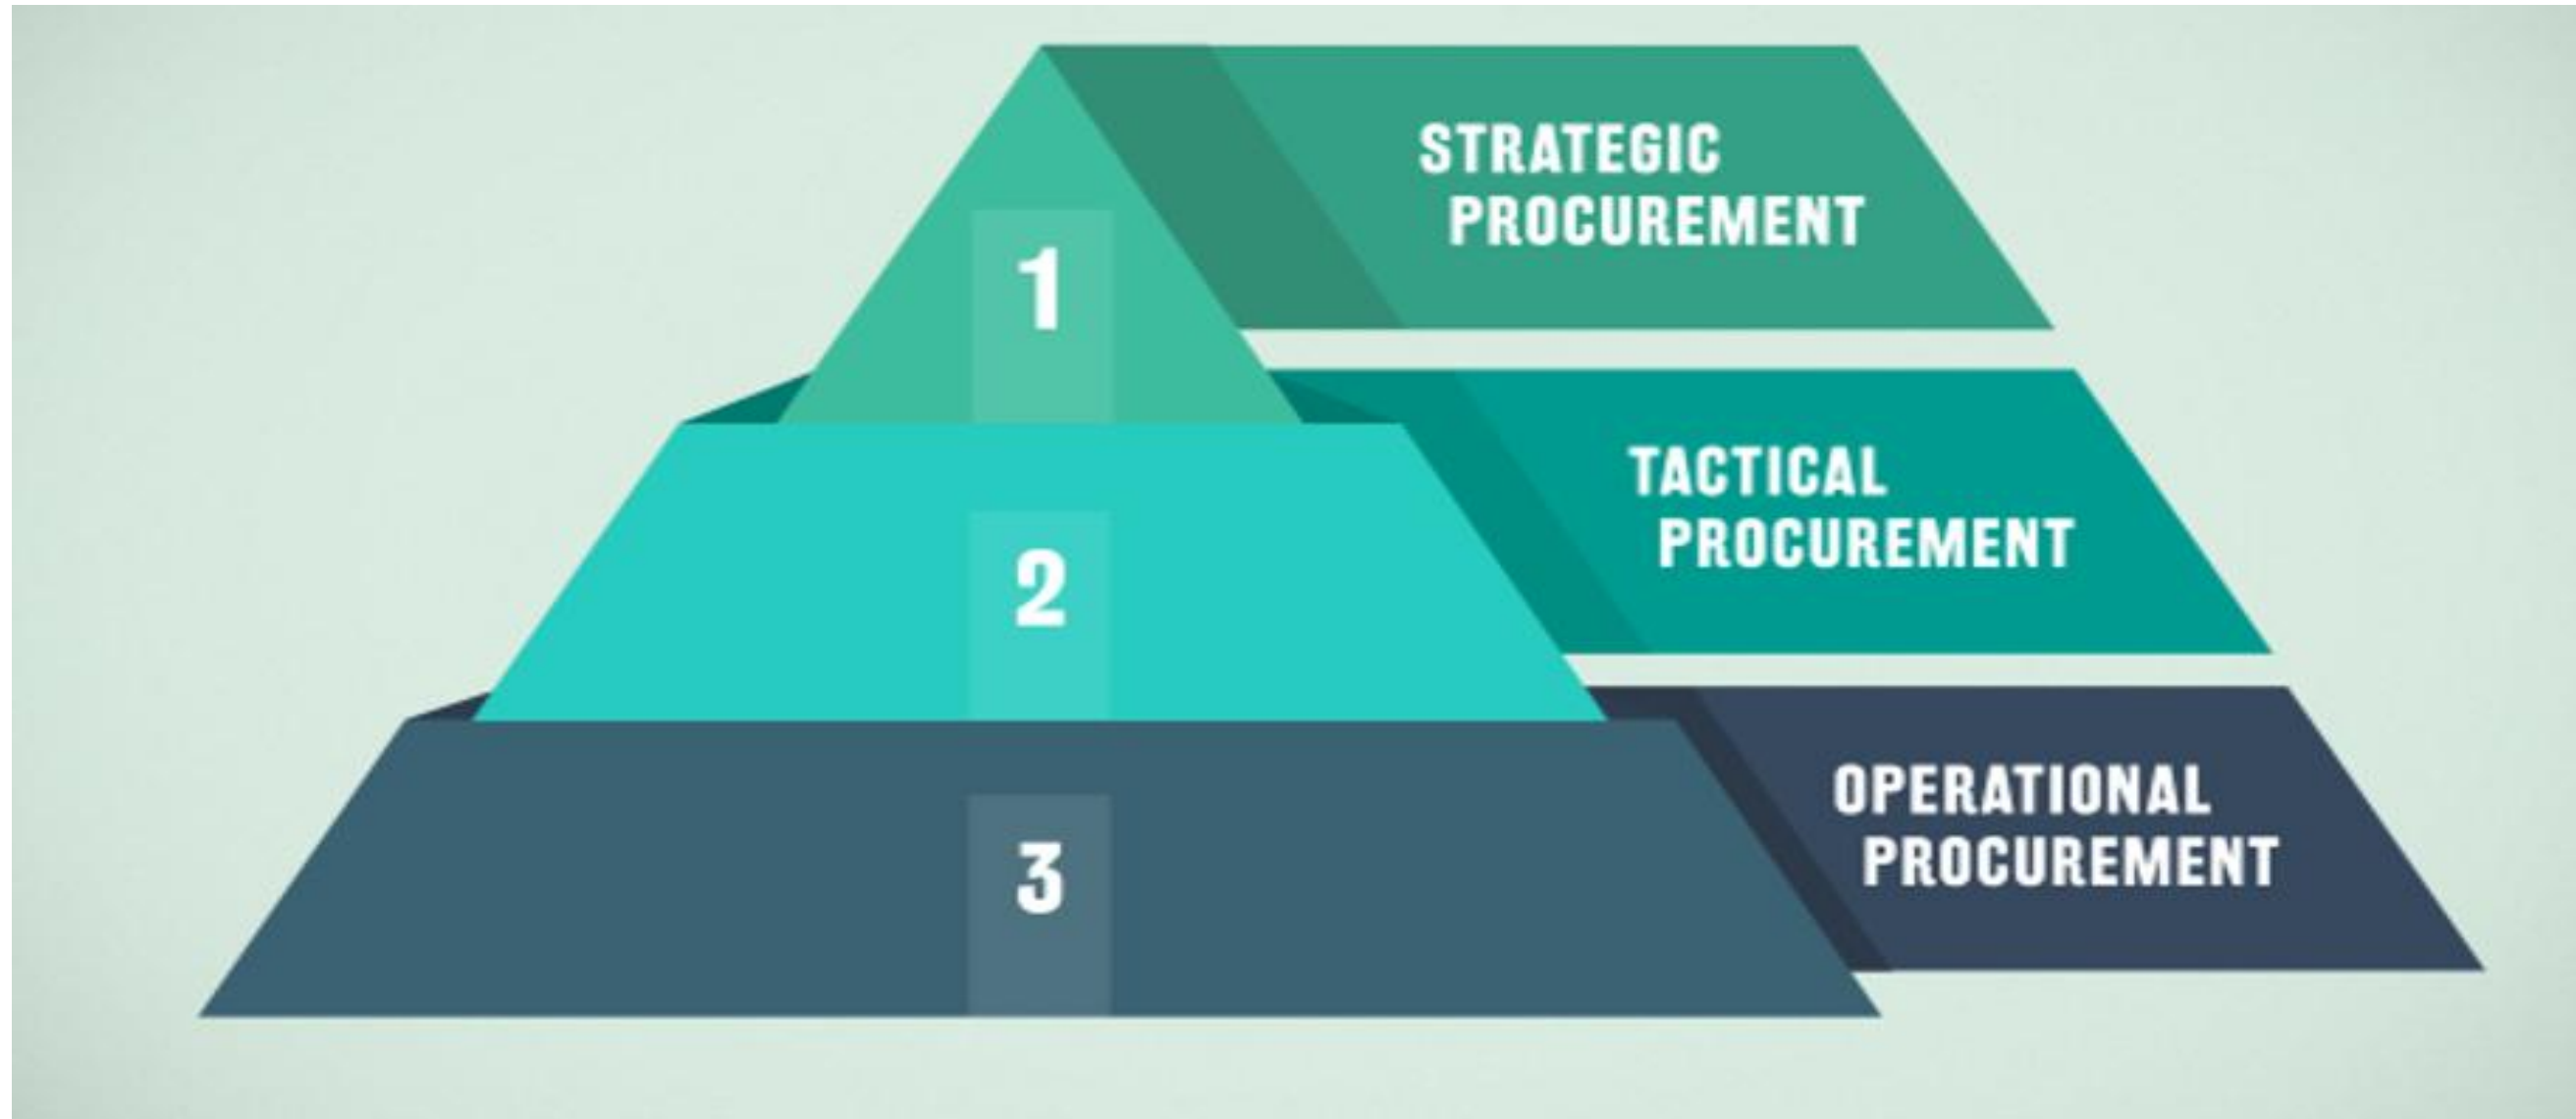 1
STRATEGIC
PROCUREMENT
2
TACTICAL
PROCUREMENT
3
OPERATIONAL
PROCUREMENT